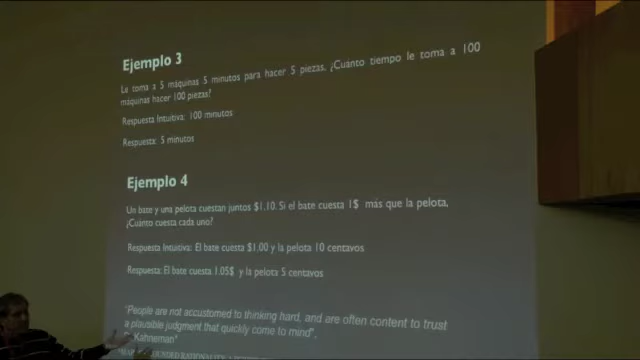 Ejemplo 3
Le toma a 5 máquinas 5 minutos para hacer 5 piezas. ¿Cuánto tiempo le toma a 100
máquinas hacer 100 piezas?
Respuesta Intuitiva: 100 minutos
Respuesta: 5 minutos
Ejemplo 4
Un bate y una pelota cuestan juntos $1.10. Si el bate cuesta 1$ más que la pelota,
¿Cuánto cuesta cada uno?
Respuesta Intuitiva: El bate cuesta $1.00 y la pelota 10 centavos
Respuesta: El bate cuesta 1.05$ y la pelota 5 centavos
"People are not accustomed to thinking hard, and are often content to trust
a plausible judgment that quickly come to mind",
Kahneman"
BOUNDED RATIONALITY